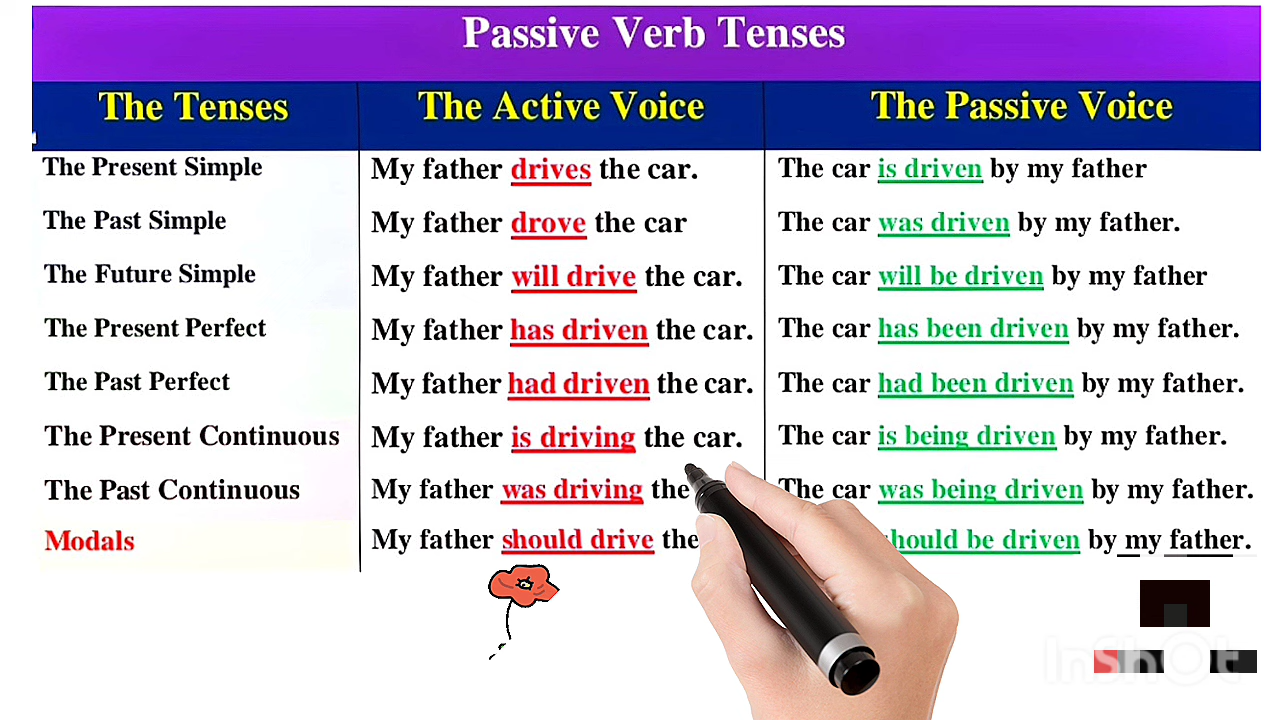 Passive Verb Tenses
The Tenses The Active Voice The Passive Voice
The Present Simple My father drives the car. The car is driven by my father
The Past Simple My father drove the car The car was driven by my father.
The Future Simple My father will drive the car. The car will be driven by my father
The Present Perfect My father has driven the car. The car has been driven by my father.
The Past Perfect My father had driven the car. The car had been driven by my father.
The Present Continuous My father is driving the car. The car is being driven by my father.
The Past Continuous My father was driving the The car was being driven by my father.
Modals My father should drive the should be driven by my father.
InShOt